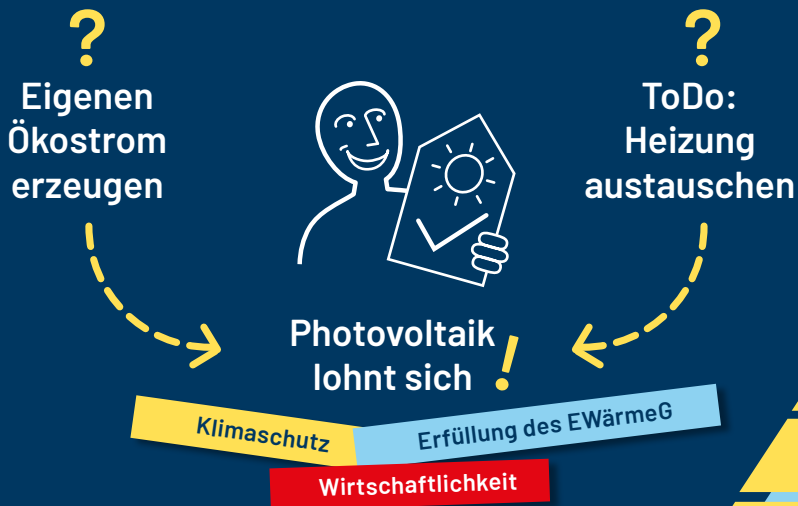 ?
Eigenen
Ökostrom
erzeugen
?
ToDo:
Heizung
austauschen
Photovoltaik
lohnt sich !
Klimaschutz
Erfüllung des EWärmeG
Wirtschaftlichkeit